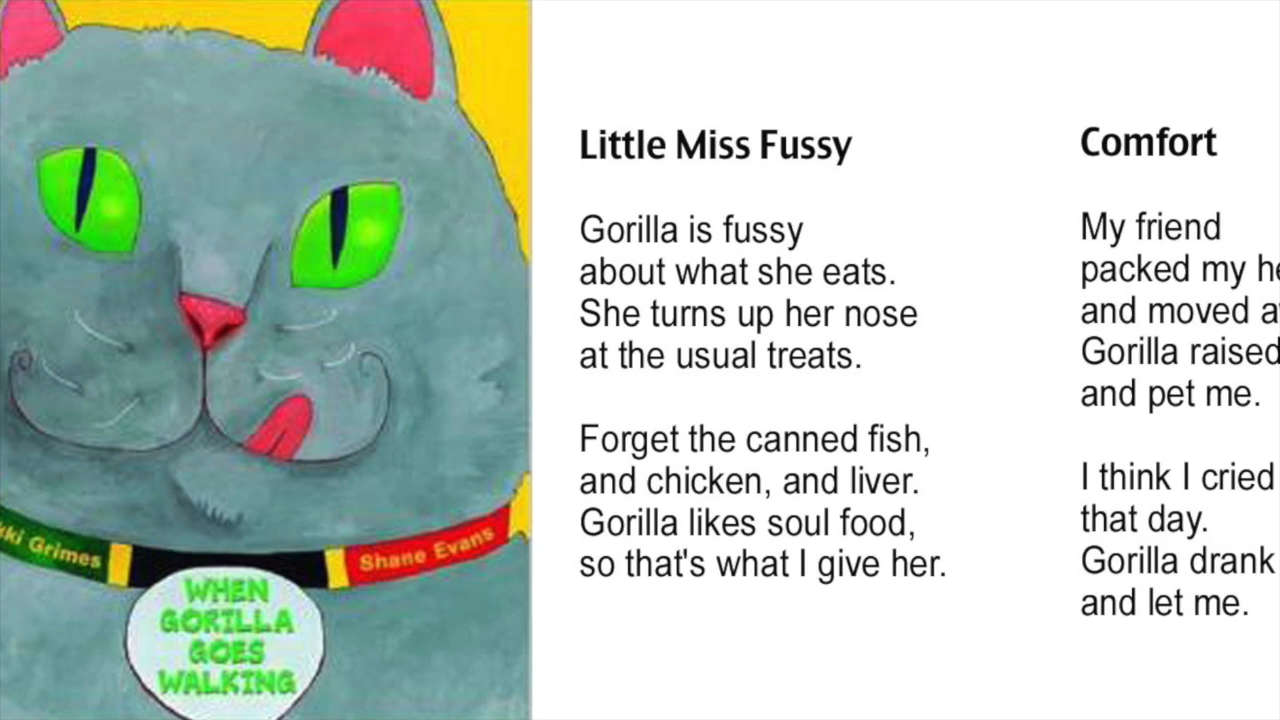 Grimes
Shane Evans
WHEN
GORILLA
GOES
WALKING
Little Miss Fussy
Gorilla is fussy
about what she eats.
She turns up her nose
at the usual treats.
Forget the canned fish,
and chicken, and liver.
Gorilla likes soul food,
so that's what I give her.
Comfort
My friend
packed my
and moved
Gorilla raised
and pet me.
I think I cried
that day.
Gorilla drank
and let me.